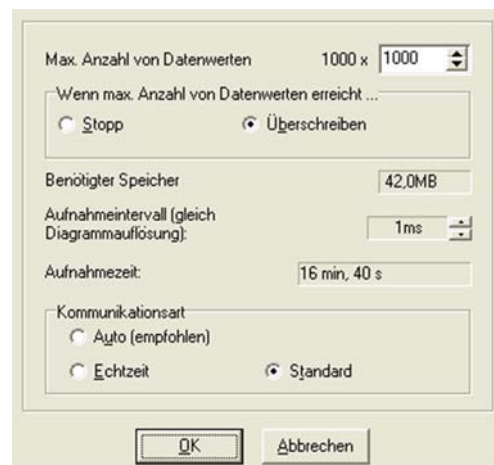 Max. Anzahl von Datenwerten 1000 x 1000
Wenn max. Anzahl von Datenwerten erreicht ...
Stopp Überschreiben
Benötigter Speicher 42,0MB
Aufnahmeintervall (gleich
Diagrammauflösung): 1ms
Aufnahmezeit: 16 min, 40 s
Kommunikationsart
Auto (empfohlen)
Echtzeit Standard
OK Abbrechen